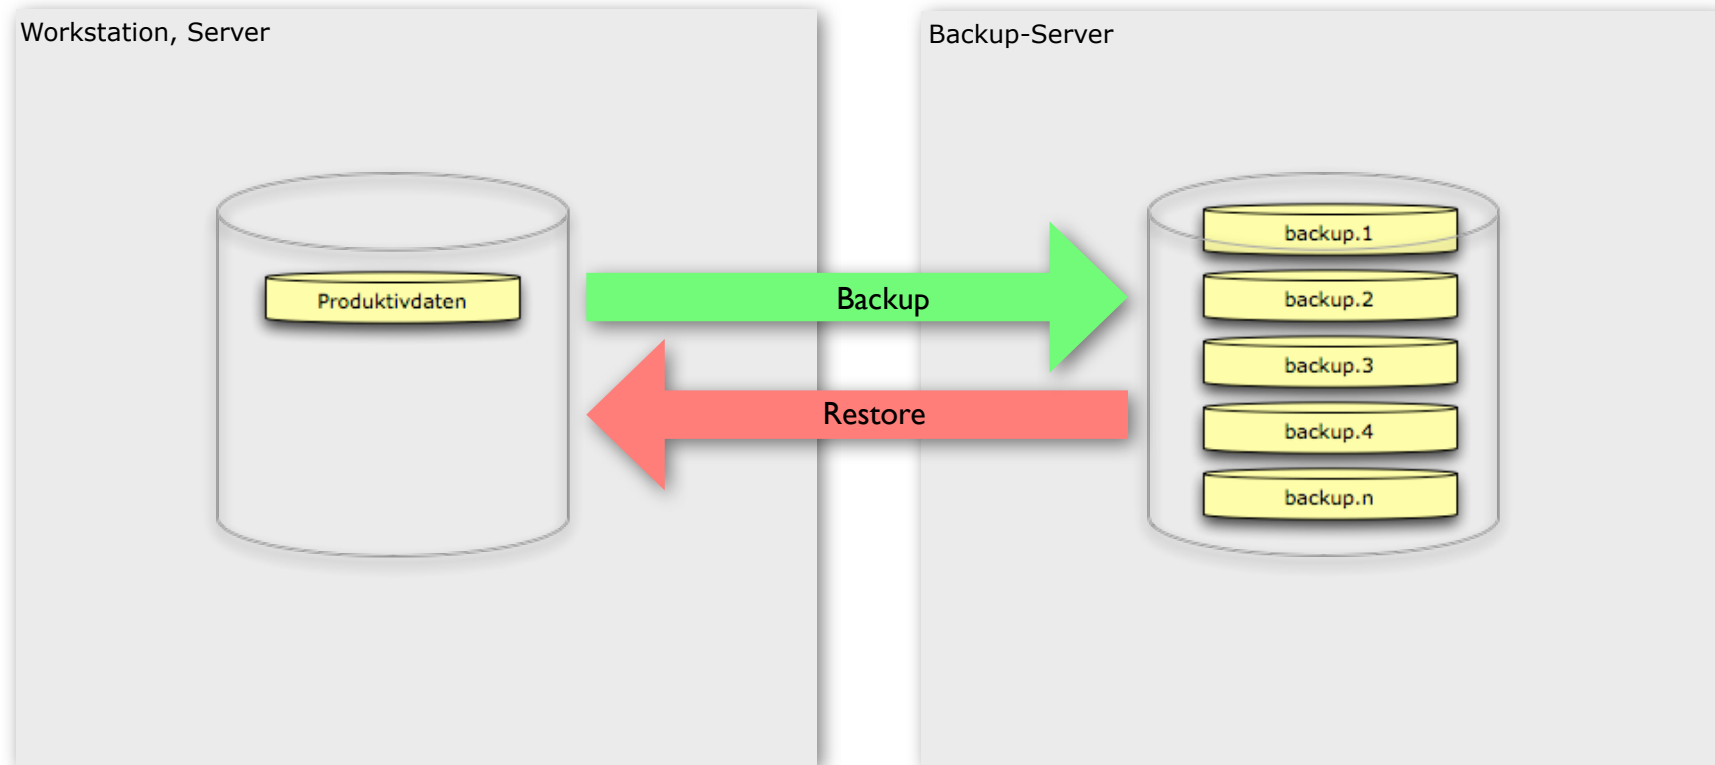 Workstation, Server
Backup-Server
backup.1
Produktivdaten
Backup
backup.2
backup.3
Restore
backup.4
backup.n